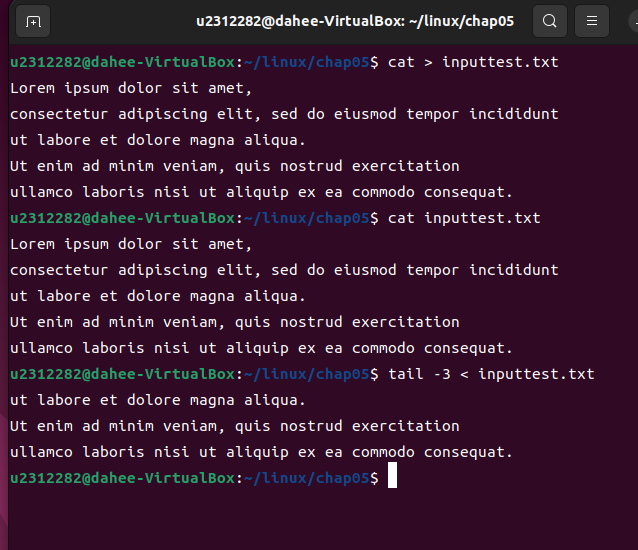 u2312282@dahee-VirtualBox: ~/linux/chap05
u2312282@dahee-VirtualBox:~/linux/chap05$ cat > inputtest.txt
Lorem ipsum dolor sit amet,
consectetur adipiscing elit, sed do eiusmod tempor incididunt
ut labore et dolore magna aliqua.
Ut enim ad minim veniam, quis nostrud exercitation
ullamco laboris nisi ut aliquip ex ea commodo consequat.
u2312282@dahee-VirtualBox:~/linux/chap05$ cat inputtest.txt
Lorem ipsum dolor sit amet,
consectetur adipiscing elit, sed do eiusmod tempor incididunt
ut labore et dolore magna aliqua.
Ut enim ad minim veniam, quis nostrud exercitation
ullamco laboris nisi ut aliquip ex ea commodo consequat.
u2312282@dahee-VirtualBox:~/linux/chap05$ tail -3 < inputtest.txt
ut labore et dolore magna aliqua.
Ut enim ad minim veniam, quis nostrud exercitation
ullamco laboris nisi ut aliquip ex ea commodo consequat.
u2312282@dahee-VirtualBox:~/linux/chap05$